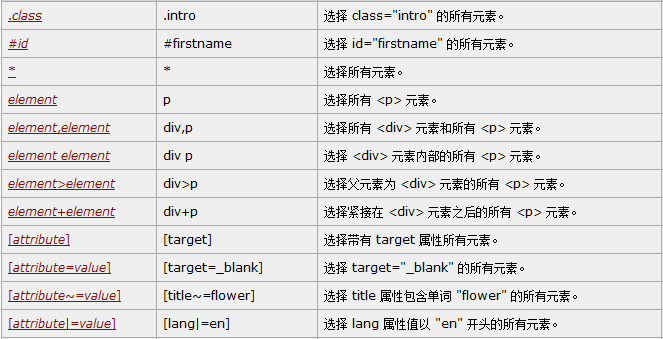 .class .intro 选择 class="intro" 的所有元素。
#id #firstname 选择 id="firstname" 的所有元素。
* * 选择所有元素。
element p 选择所有 <p> 元素。
element,element div,p 选择所有 <div> 元素和所有 <p> 元素。
element element div p 选择 <div> 元素内部的所有 <p> 元素。
element>element div>p 选择父元素为 <div> 元素的所有 <p> 元素。
element+element div+p 选择紧接在 <div> 元素之后的所有 <p> 元素。
[attribute] [target] 选择带有 target 属性所有元素。
[attribute=value] [target=_blank] 选择 target="_blank" 的所有元素。
[attribute~=value] [title~=flower] 选择 title 属性包含单词 "flower" 的所有元素。
[attribute|=value] [lang|=en] 选择 lang 属性值以 "en" 开头的所有元素。